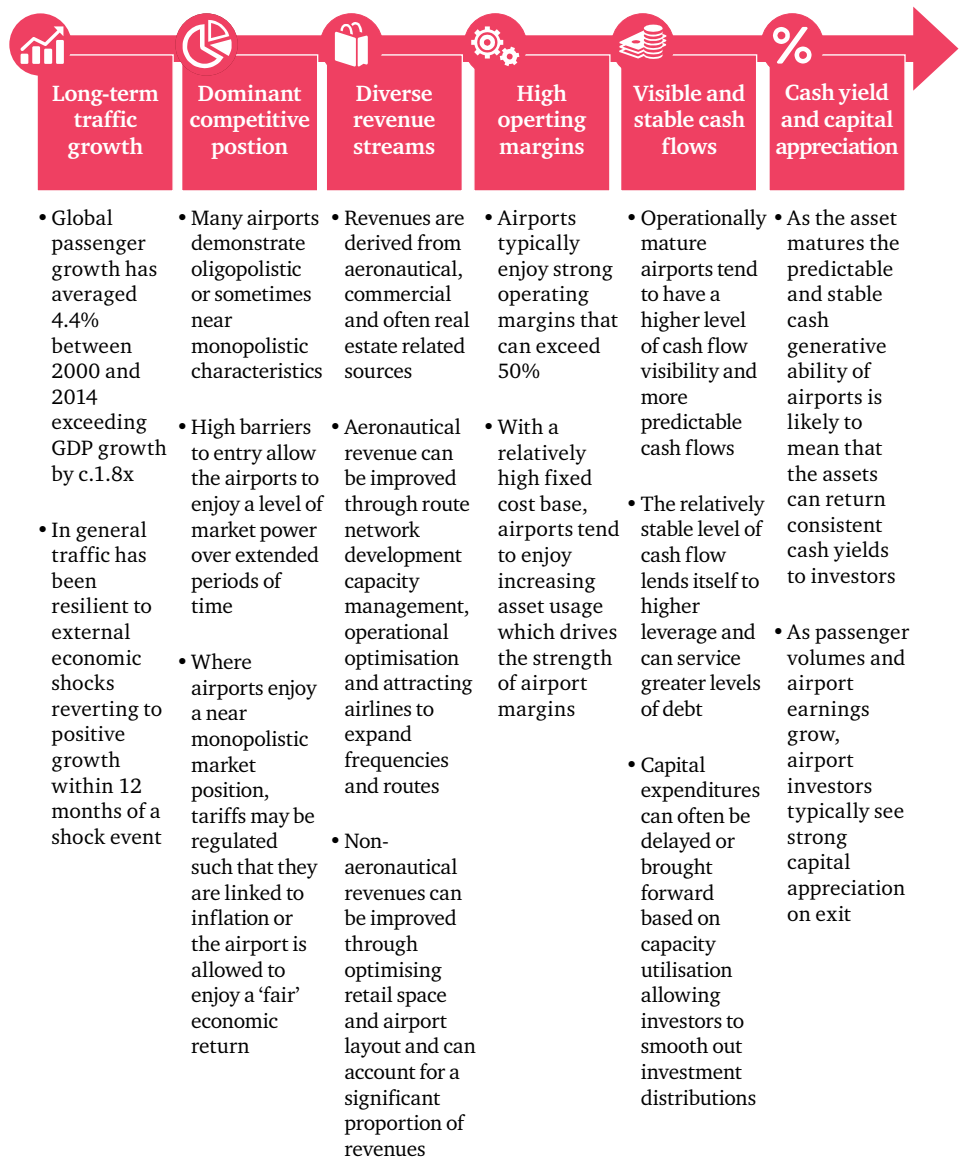 Long-term
traffic
growth
Dominant
competitive
postion
Diverse
revenue
streams
High
operting
margins
Visible and
stable cash
flows
Cash yield
and capital
appreciation
• Global
passenger
growth has
averaged
4.4%
between
2000 and
2014
exceeding
GDP growth
by c.1.8x
• In general
traffic has
been
resilient to
external
economic
shocks
reverting to
positive
growth
within 12
months of a
shock event
• Many airports
demonstrate
oligopolistic
or sometimes
near
monopolistic
characteristics
• High barriers
to entry allow
the airports to
enjoy a level of
market power
over extended
periods of
time
• Where
airports enjoy
a near
monopolistic
market
position,
tariffs may be
regulated
such that they
are linked to
inflation or
the airport is
allowed to
enjoy a ‘fair’
economic
return
• Revenues are
derived from
aeronautical,
commercial
and often real
estate related
sources
• Aeronautical
revenue can
be improved
through route
network
development
capacity
management,
operational
optimisation
and attracting
airlines to
expand
frequencies
and routes
• Non-
aeronautical
revenues can
be improved
through
optimising
retail space
and airport
layout and can
account for a
significant
proportion of
revenues
• Airports
typically
enjoy strong
operating
margins that
can exceed
50%
• With a
relatively
high fixed
cost base,
airports tend
to enjoy
increasing
asset usage
which drives
the strength
of airport
margins
• Operationally
mature
airports tend
to have a
higher level
of cash flow
visibility and
more
predictable
cash flows
• The relatively
stable level of
cash flow
lends itself to
higher
leverage and
can service
greater levels
of debt
• Capital
expenditures
can often be
delayed or
brought
forward
based on
capacity
utilisation
allowing
investors to
smooth out
investment
distributions
• As the asset
matures the
predictable
and stable
cash
generative
ability of
airports is
likely to
mean that
the assets
can return
consistent
cash yields
to investors
• As passenger
volumes and
airport
earnings
grow,
airport
investors
typically see
strong
capital
appreciation
on exit